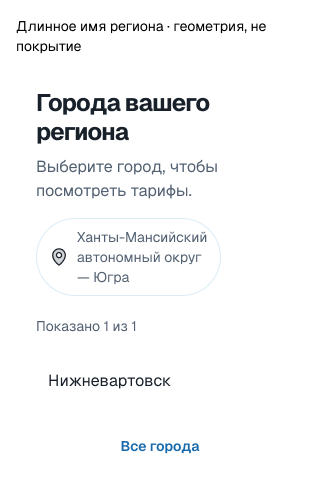 Длинное имя региона · геометрия, не
покрытие
Города вашего
региона
Выберите город, чтобы
посмотреть тарифы.
Ханты-Мансийский
автономный округ
— Югра
Показано 1 из 1
Нижневартовск
Все города